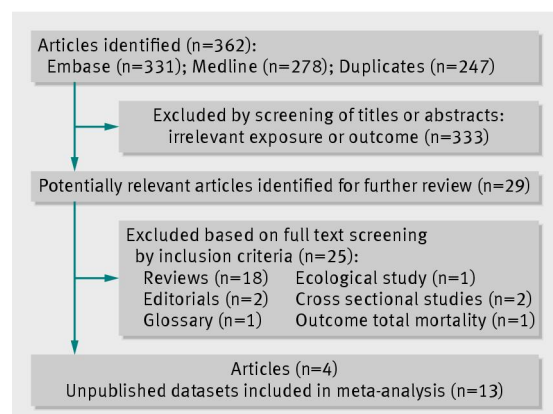 Articles identified (n=362):
Embase (n=331); Medline (n=278); Duplicates (n=247)
Excluded by screening of titles or abstracts:
irrelevant exposure or outcome (n=333)
Potentially relevant articles identified for further review (n=29)
Excluded based on full text screening
by inclusion criteria (n=25):
Reviews (n=18) Ecological study (n=1)
Editorials (n=2) Cross sectional studies (n=2)
Glossary (n=1) Outcome total mortality (n=1)
Articles (n=4)
Unpublished datasets included in meta-analysis (n=13)